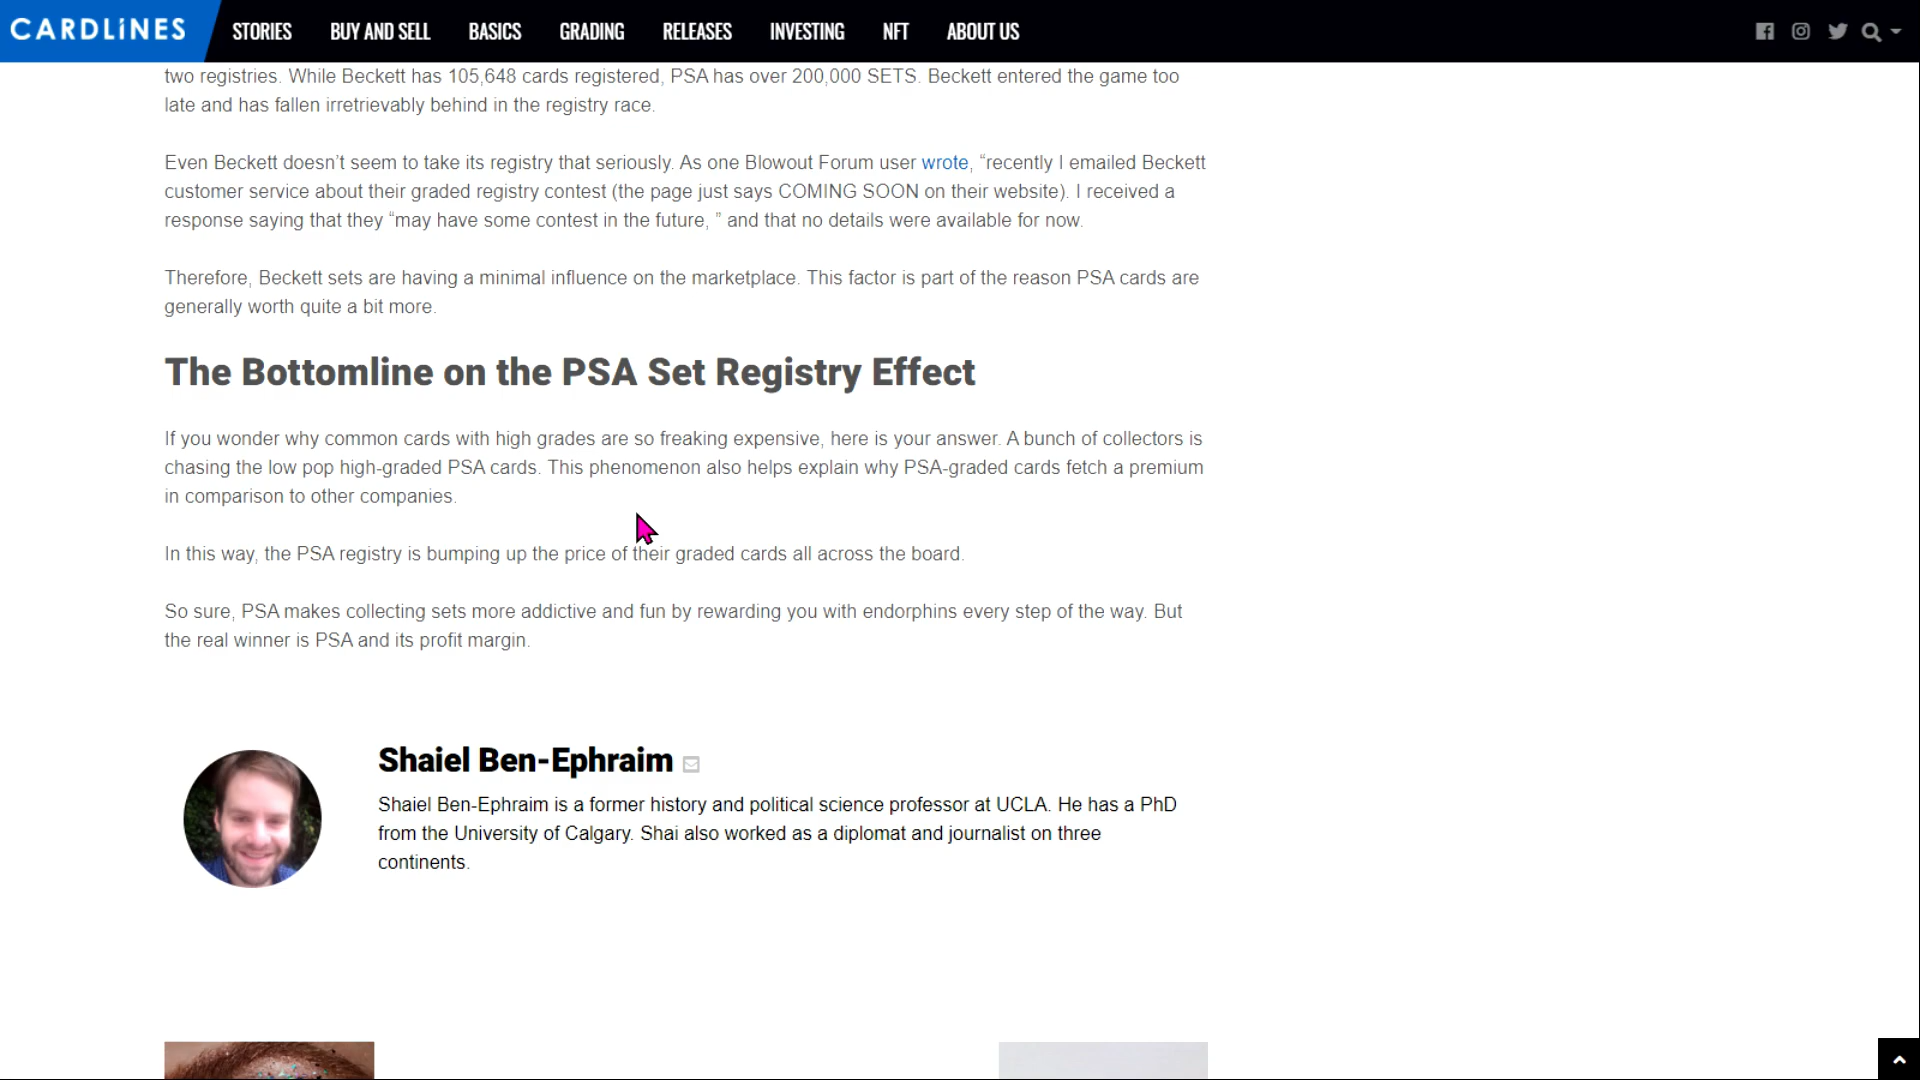 CARDLINES
STORIES BUY AND SELL BASICS GRADING RELEASES INVESTING NFT ABOUT US
two registries. While Beckett has 105,648 cards registered, PSA has over 200,000 SETS. Beckett entered the game too
late and has fallen irretrievably behind in the registry race.
Even Beckett doesn’t seem to take its registry that seriously. As one Blowout Forum user wrote, “recently I emailed Beckett
customer service about their graded registry contest (the page just says COMING SOON on their website). I received a
response saying that they “may have some contest in the future, ” and that no details were available for now.
Therefore, Beckett sets are having a minimal influence on the marketplace. This factor is part of the reason PSA cards are
generally worth quite a bit more.
The Bottomline on the PSA Set Registry Effect
If you wonder why common cards with high grades are so freaking expensive, here is your answer. A bunch of collectors is
chasing the low pop high-graded PSA cards. This phenomenon also helps explain why PSA-graded cards fetch a premium
in comparison to other companies.
In this way, the PSA registry is bumping up the price of their graded cards all across the board.
So sure, PSA makes collecting sets more addictive and fun by rewarding you with endorphins every step of the way. But
the real winner is PSA and its profit margin.
Shaiel Ben-Ephraim
Shaiel Ben-Ephraim is a former history and political science professor at UCLA. He has a PhD
from the University of Calgary. Shai also worked as a diplomat and journalist on three
continents.